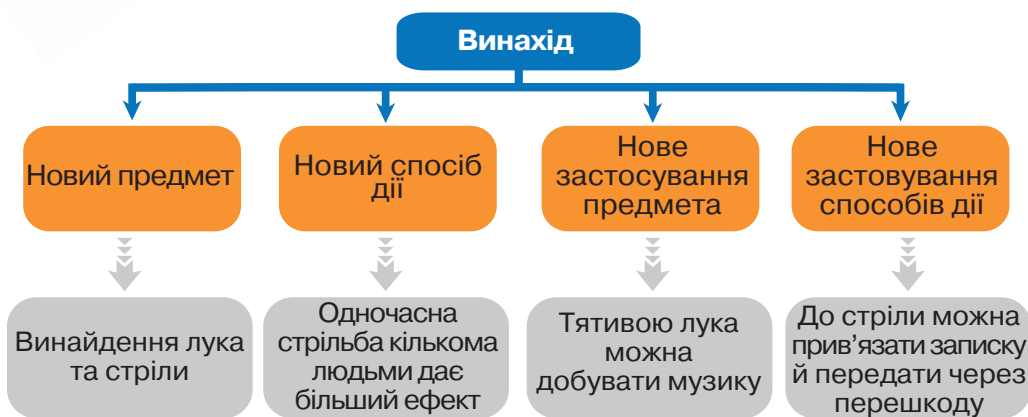 Винахід
Новий предмет
Новий спосіб
дії
Нове
застосування
предмета
Нове
застовування
способів дії
Винайдення лука
та стріли
Одночасна
стрільба кількома
людьми дає
більший ефект
Тятивою лука
можна
добувати музику
До стріли можна
прив’язати записку
й передати через
перешкоду